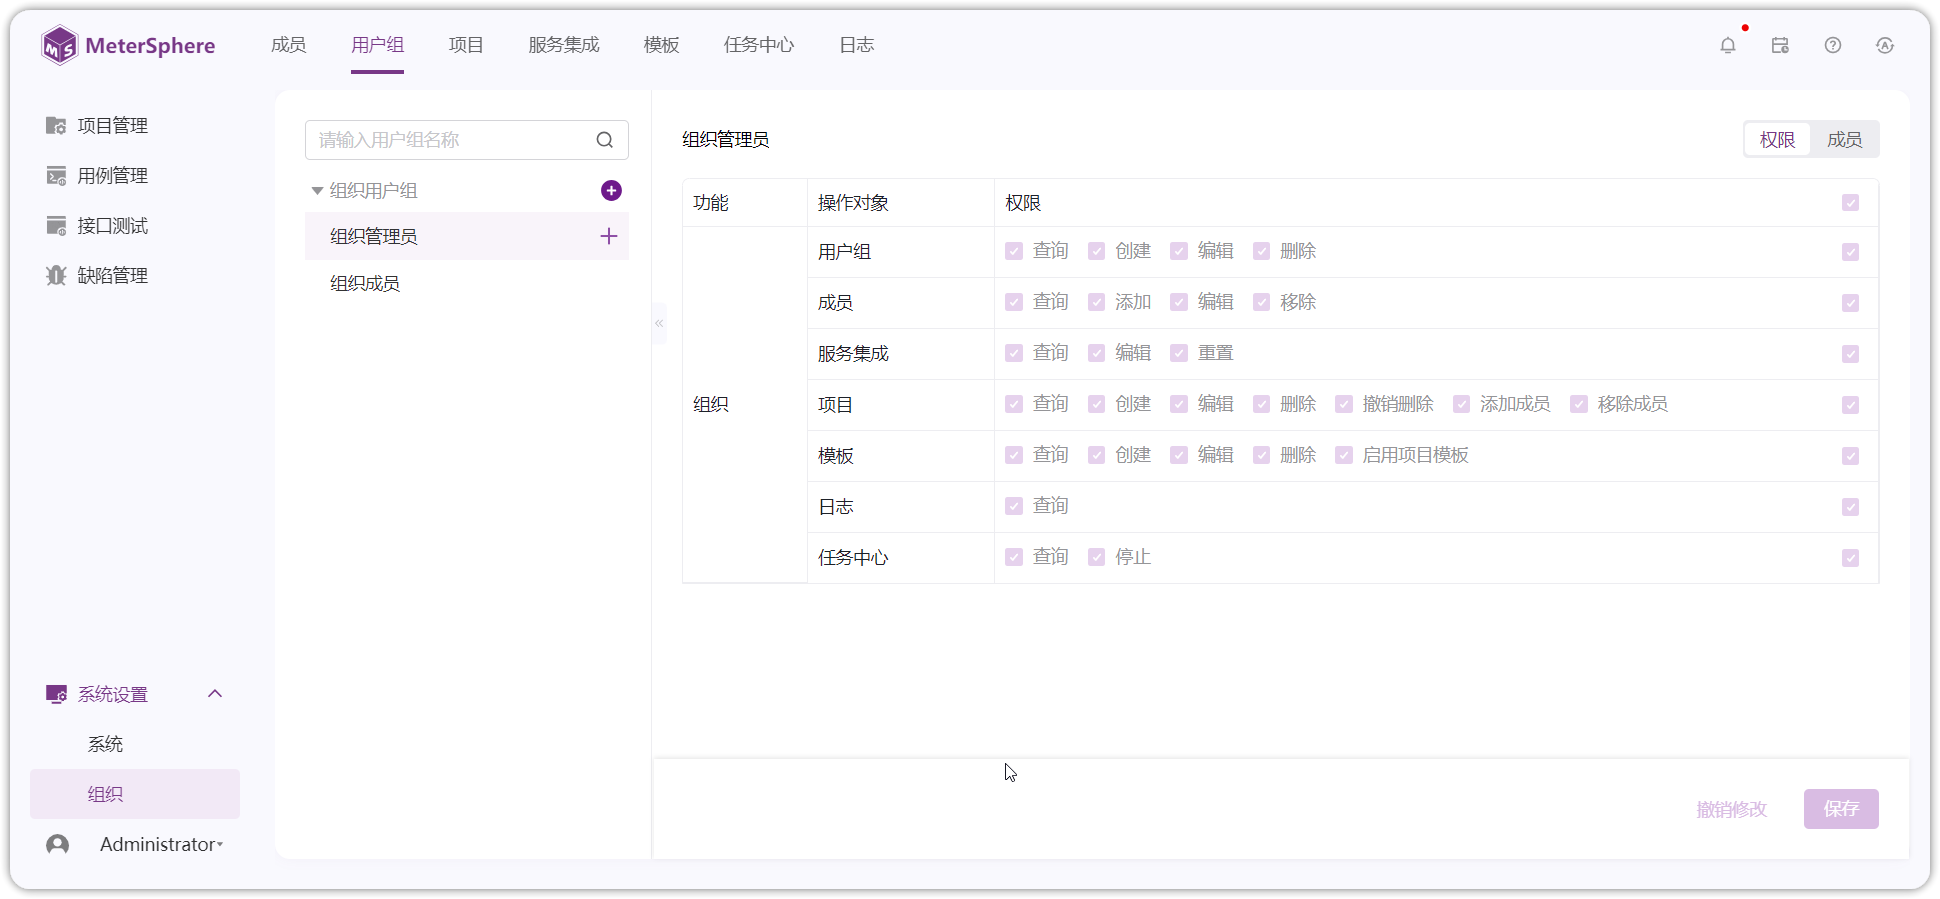 MeterSphere 成员 用户组 项目 服务集成 模板 任务中心 日志
项目管理
用例管理
接口测试
缺陷管理
系统设置
系统
组织
Administrator
请输入用户组名称
组织用户组
组织管理员
组织成员
组织管理员 权限 成员
功能 操作对象 权限
组织
用户组 查询 创建 编辑 删除
成员 查询 添加 编辑 移除
服务集成 查询 编辑 重置
项目 查询 创建 编辑 删除 撤销删除 添加成员 移除成员
模板 查询 创建 编辑 删除 启用项目模板
日志 查询
任务中心 查询 停止
撤销修改 保存